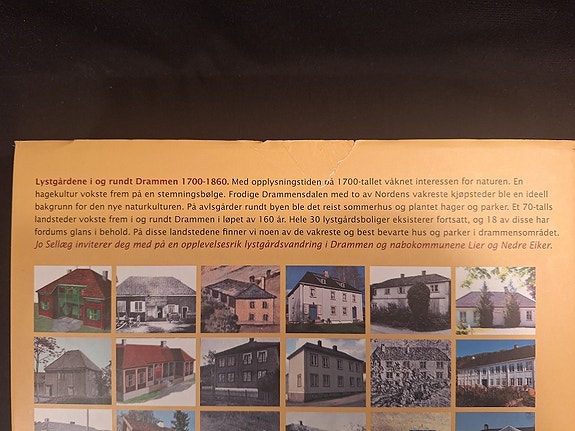 Lystgårdene i og rundt Drammen 1700-1860. Med opplysningstiden på 1700-tallet våknet interessen for naturen. En
hagekultur vokste frem på en stemningsbølge. Frodige Drammensdalen med to av Nordens vakreste kjøpsteder ble en ideell
bakgrunn for den nye naturkulturen. På avlsgårder rundt byen ble det reist sommerhus og plantet hager og parker. Et 70-talls
landsteder vokste frem i og rundt Drammen i løpet av 160 år. Hele 30 lystgårdsboliger eksisterer fortsatt, og 18 av disse har
fordums glans i behold. På disse landstedene finner vi noen av de vakreste og best bevarte hus og parker i drammensområdet.
Jo Sellæg inviterer deg med på en opplevelsesrik lystgårdsvandring i Drammen og nabokommunene Lier og Nedre Eiker.